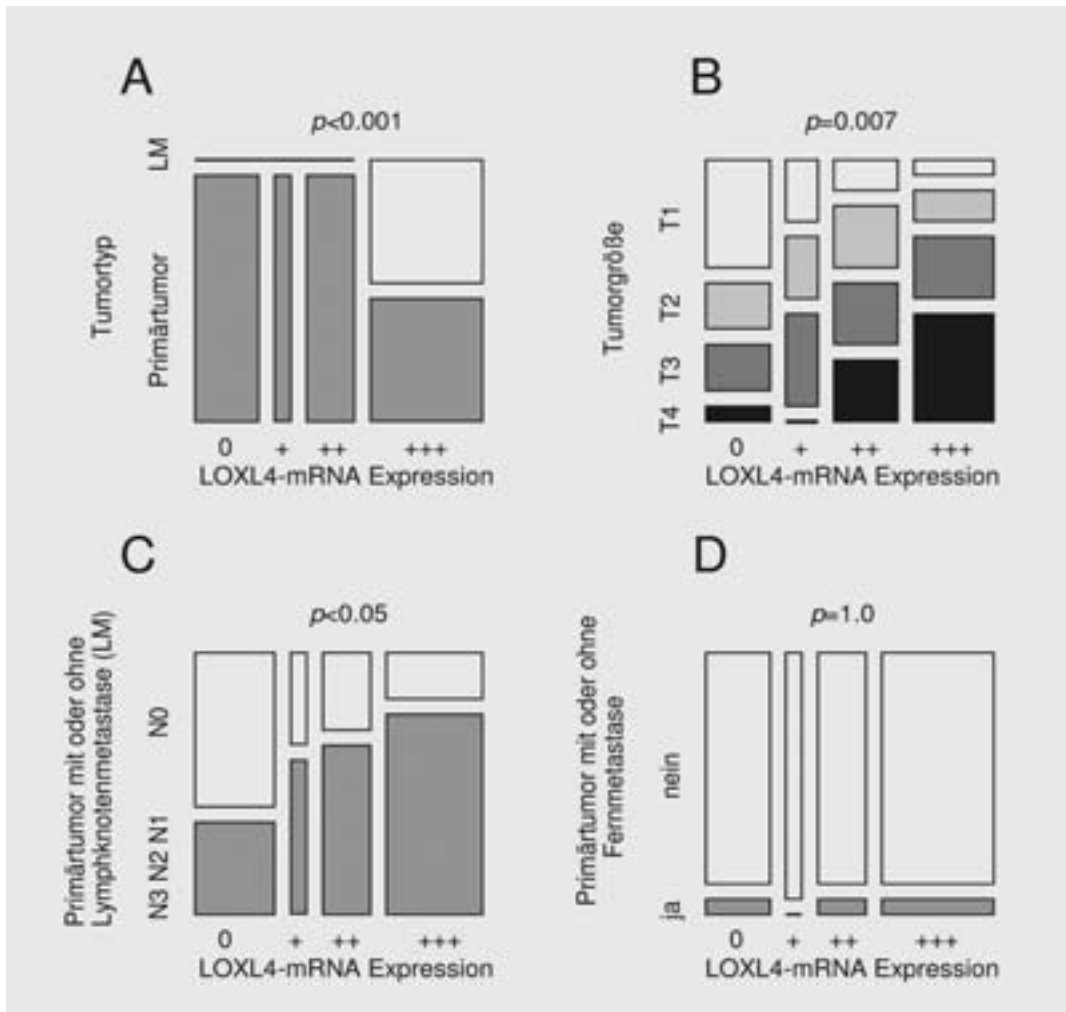 A
p<0.001
Tumortyp
LM
Primärtumor
0 + ++ +++
LOXL4-mRNA Expression
B
p=0.007
Tumorgröße
T1
T2
T3
T4
0 + ++ +++
LOXL4-mRNA Expression
C
p<0.05
Primärtumor mit oder ohne
Lymphknotenmetastase (LM)
N0
N3 N2 N1
0 + ++ +++
LOXL4-mRNA Expression
D
p=1.0
Primärtumor mit oder ohne
Fernmetastase
nein
ja
0 + ++ +++
LOXL4-mRNA Expression